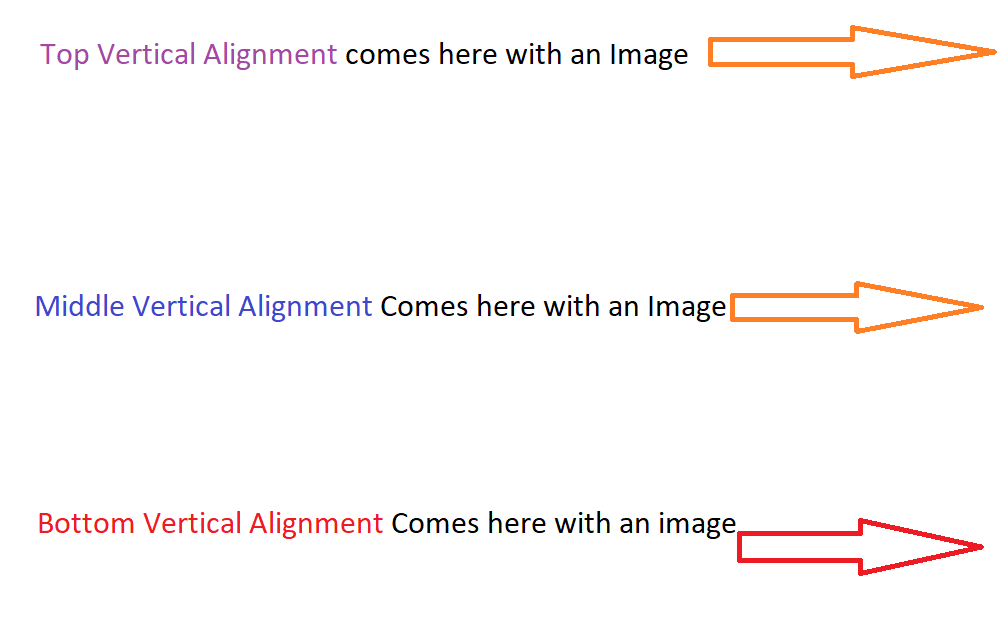 Top Vertical Alignment comes here with an Image
Middle Vertical Alignment Comes here with an Image
Bottom Vertical Alignment Comes here with an image